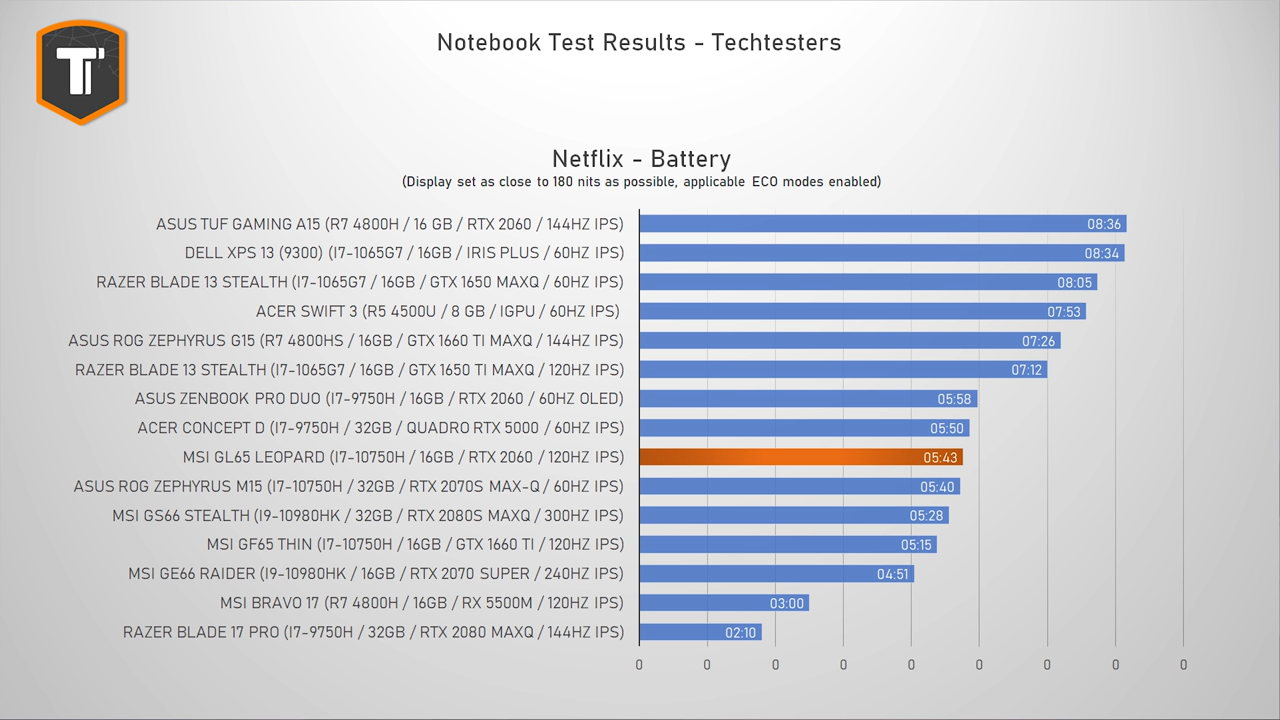 Notebook Test Results - Techtesters
Netflix - Battery
(Display set as close to 180 nits as possible, applicable ECO modes enabled)
ASUS TUF GAMING A15 (R7 4800H / 16 GB / RTX 2060 / 144HZ IPS) 08:36
DELL XPS 13 (9300) (I7-1065G7/16GB / IRIS PLUS / 60HZ IPS) 08:34
RAZER BLADE 13 STEALTH (I7-1065G7 / 16GB / GTX 1650 MAXQ / 60HZ IPS) 08:05
ACER SWIFT 3 (R5 4500U / 8 GB / IGPU / 60HZ IPS) 07:53
ASUS ROG ZEPHYRUS G15 (R7 4800HS / 16GB / GTX 1660 TI MAXQ / 144HZ IPS) 07:26
RAZER BLADE 13 STEALTH (I7-1065G7 / 16GB / GTX 1650 TI MAXQ / 120HZ IPS) 07:12
ASUS ZENBOOK PRO DUO (I7-9750H / 16GB / RTX 2060 / 60HZ OLED) 05:58
ACER CONCEPT D (I7-9750H / 32GB / QUADRO RTX 5000 / 60HZ IPS) 05:50
MSI GL65 LEOPARD (I7-10750H / 16GB / RTX 2060 / 120HZ IPS) 05:43
ASUS ROG ZEPHYRUS M15 (I7-10750H / 32GB / RTX 2070S MAX-Q / 60HZ IPS) 05:40
MSI GS66 STEALTH (I9-10980HK / 32GB / RTX 2080S MAXQ / 300HZ IPS) 05:28
MSI GF65 THIN (I7-10750H / 16GB / GTX 1660 TI / 120HZ IPS) 05:15
MSI GE66 RAIDER (I9-10980HK / 16GB / RTX 2070 SUPER / 240HZ IPS) 04:51
MSI BRAVO 17 (R7 4800H / 16GB / RX 5500M / 120HZ IPS) 03:00
RAZER BLADE 17 PRO (I7-9750H / 32GB / RTX 2080 MAXQ / 144HZ IPS) 02:10
0 0 0 0 0 0 0 0 0